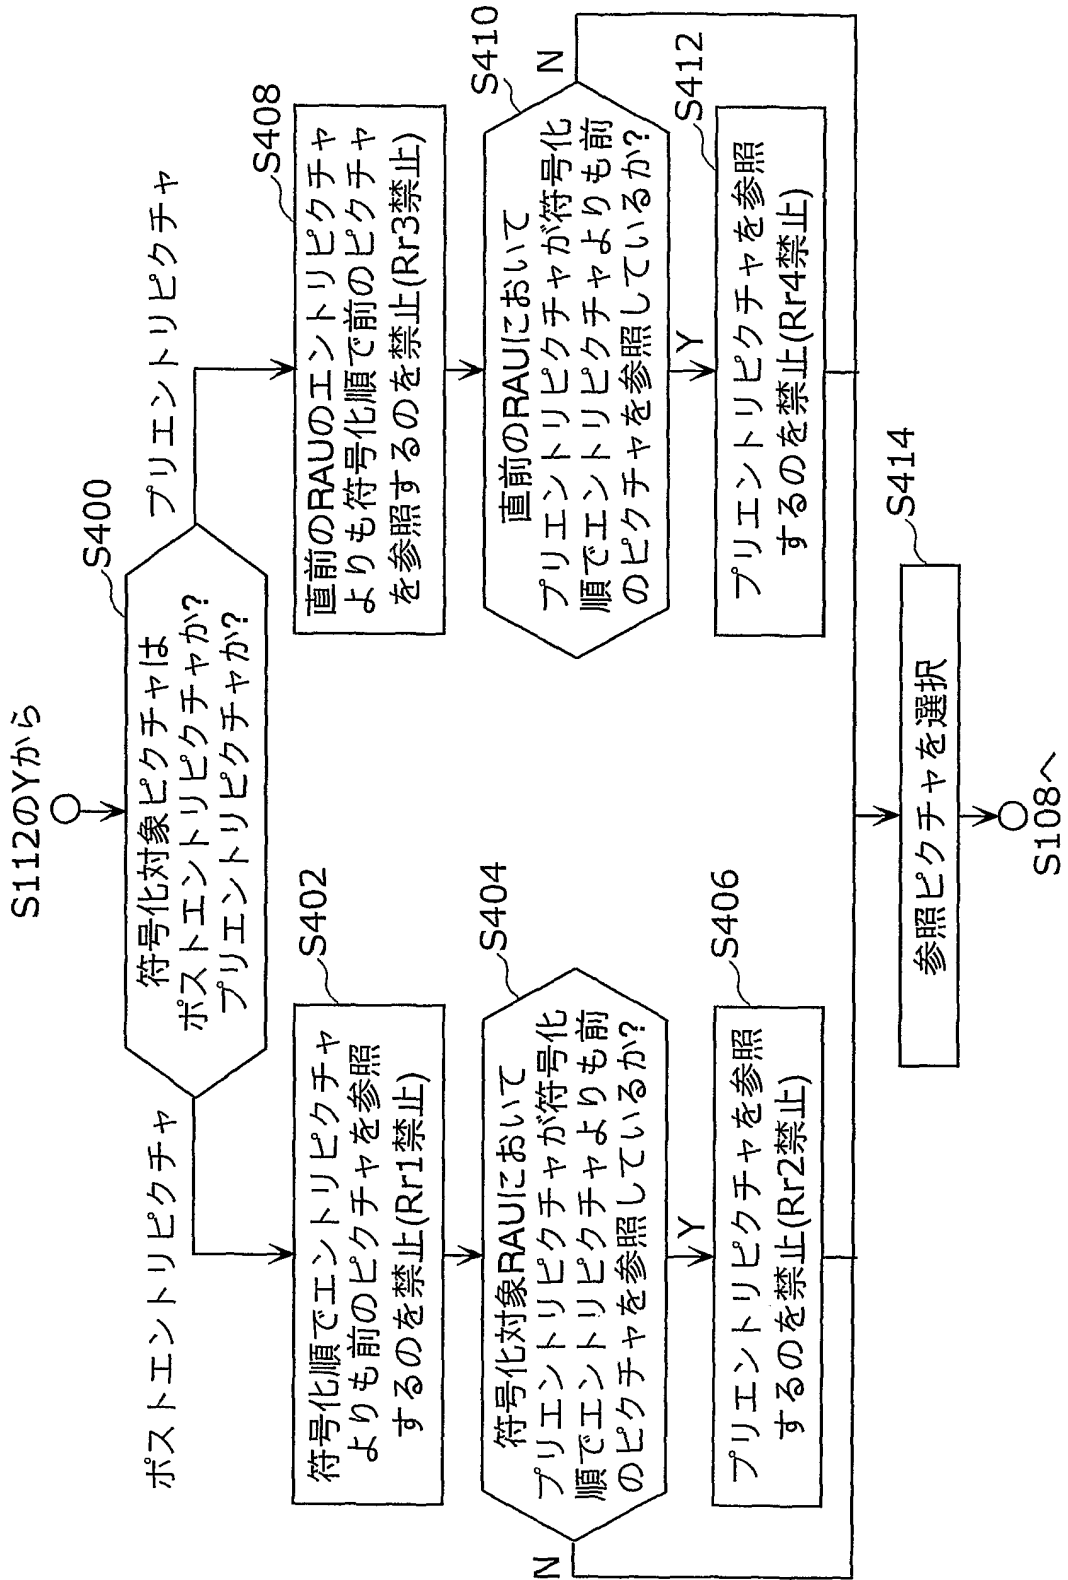 S112のYから
S400
符号化対象ピクチャは
ポストエントリピクチャか?
プリエントリピクチャか?
ポストエントリピクチャ
プリエントリピクチャ
S402
符号化順でエントリピクチャ
よりも前のピクチャを参照
するのを禁止(Rr1禁止)
S404
符号化対象RAUにおいて
プリエントリピクチャが符号化
順でエントリピクチャよりも前
のピクチャを参照しているか?
N
Y
S406
プリエントリピクチャを参照
するのを禁止(Rr2禁止)
S408
直前のRAUのエントリピクチャ
よりも符号化順で前のピクチャ
を参照するのを禁止(Rr3禁止)
S410
直前のRAUにおいて
プリエントリピクチャが符号化
順でエントリピクチャよりも前
のピクチャを参照しているか?
N
Y
S412
プリエントリピクチャを参照
するのを禁止(Rr4禁止)
S414
参照ピクチャを選択
S108へ